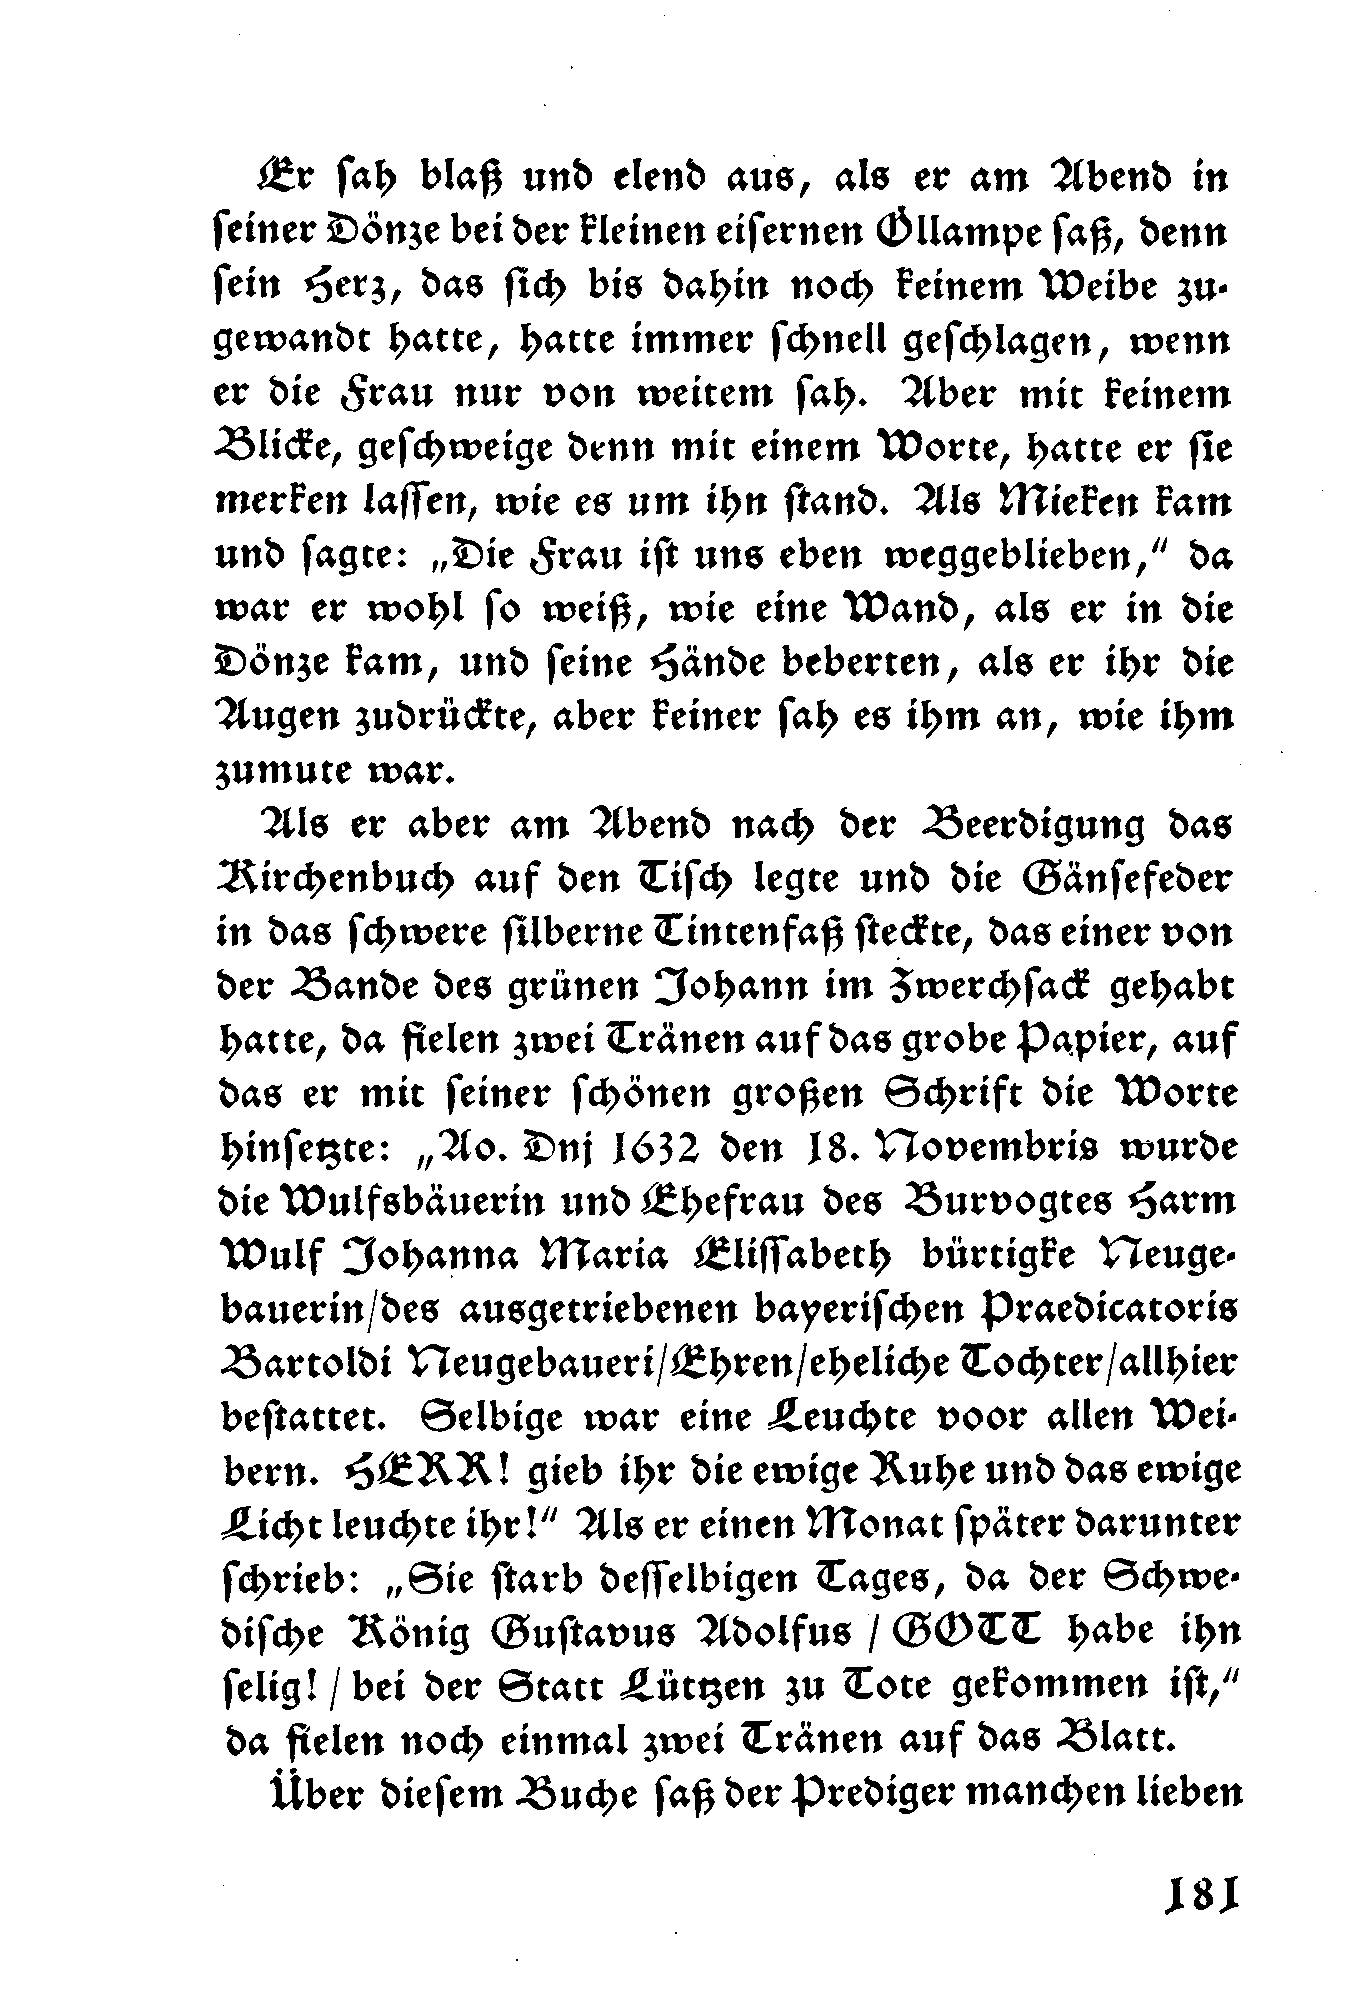 Er sah blaß und elend aus, als er am Abend in
seiner Dönze bei der kleinen eisernen Öllampe saß, denn
sein Herz, das sich bis dahin noch keinem Weibe zu-
gewandt hatte, hatte immer schnell geschlagen, wenn
er die Frau nur von weitem sah. Aber mit keinem
Blicke, geschweige denn mit einem Worte, hatte er sie
merken lassen, wie es um ihn stand. Als Mieken kam
und sagte: „Die Frau ist uns eben weggeblieben,“ da
war er wohl so weiß, wie eine Wand, als er in die
Dönze kam, und seine Hände beberten, als er ihr die
Augen zudrückte, aber keiner sah es ihm an, wie ihm
zumute war.
Als er aber am Abend nach der Beerdigung das
Kirchenbuch auf den Tisch legte und die Gänsefeder
in das schwere silberne Tintenfaß steckte, das einer von
der Bande des grünen Johann im Zwerchsack gehabt
hatte, da fielen zwei Tränen auf das grobe Papier, auf
das er mit seiner schönen großen Schrift die Worte
hinsetzte: „Ao. Dnj 1632 den 18. Novembris wurde
die Wulfsbäuerin und Ehefrau des Burvogtes Harm
Wulf Johanna Maria Elissabeth bürtigke Neuge-
bauerin/des ausgetriebenen bayerischen Praedicatoris
Bartoldi Neugebaueri/Ehren/eheliche Tochter/allhier
bestattet. Selbige war eine Leuchte voor allen Wei-
bern. HERR! gieb ihr die ewige Ruhe und das ewige
Licht leuchte ihr!“ Als er einen Monat später darunter
schrieb: „Sie starb desselbigen Tages, da der Schwe-
dische König Gustavus Adolfus / GOTT habe ihn
selig! / bei der Statt Lüttzen zu Tote gekommen ist,“
da fielen noch einmal zwei Tränen auf das Blatt.
Über diesem Buche saß der Prediger manchen lieben
181